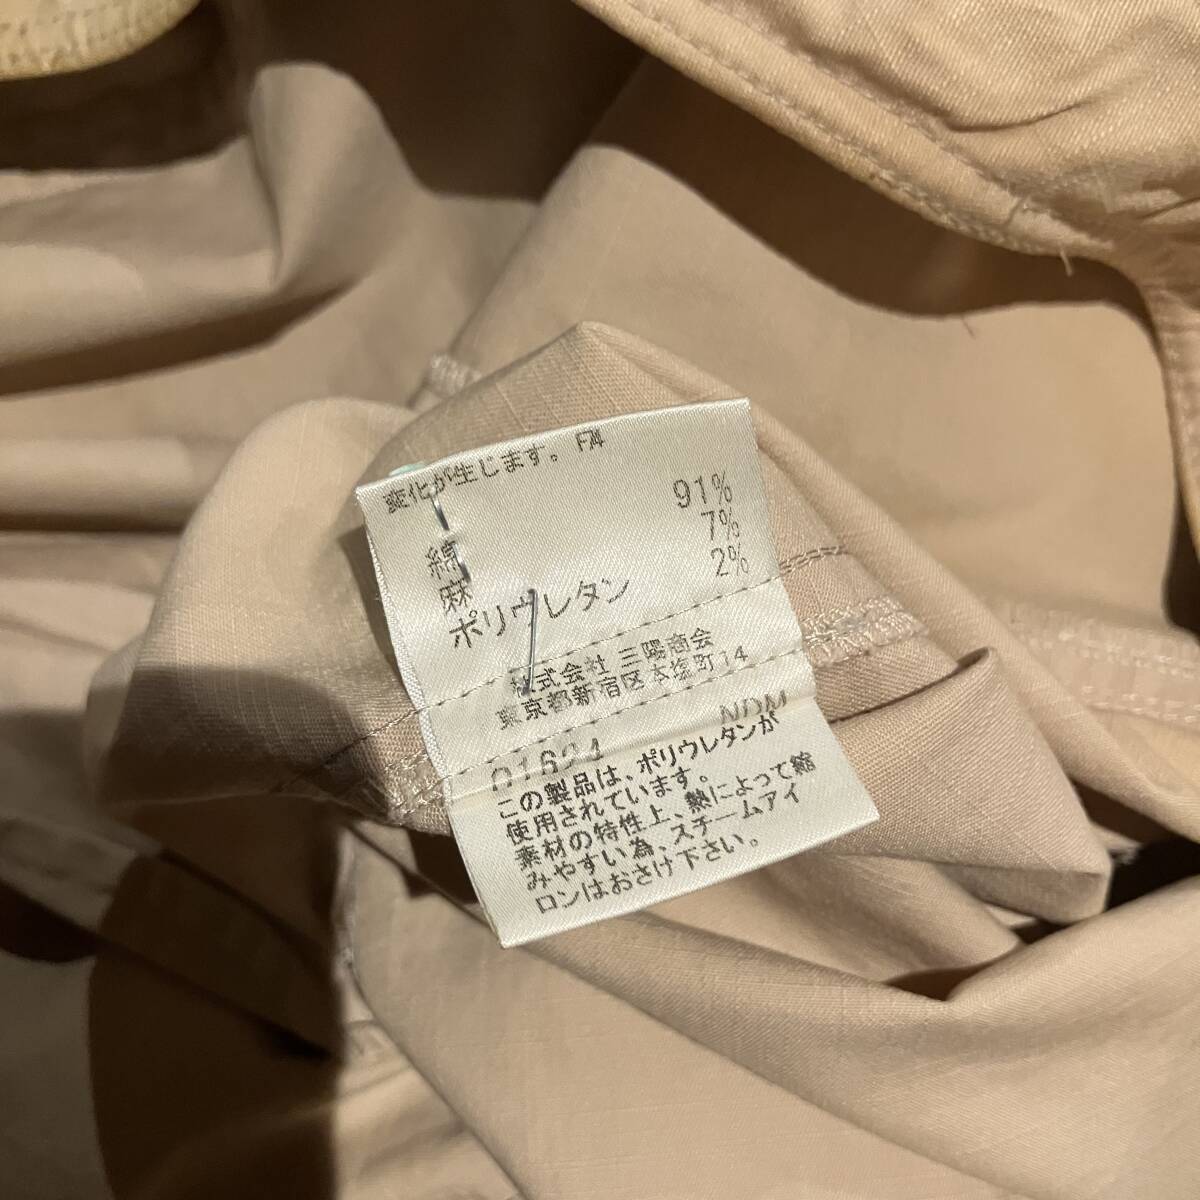 変化が生じます。 F74
綿 91%
麻 7%
ポリウレタン 2%
株式会社 三陽商会
東京都新宿区本塩町14
NDM
01624
この製品は、ポリウレタンが
使用されています。
素材の特性上、熱によって縮
みやすい為、スチームアイ
ロンはおさけ下さい。